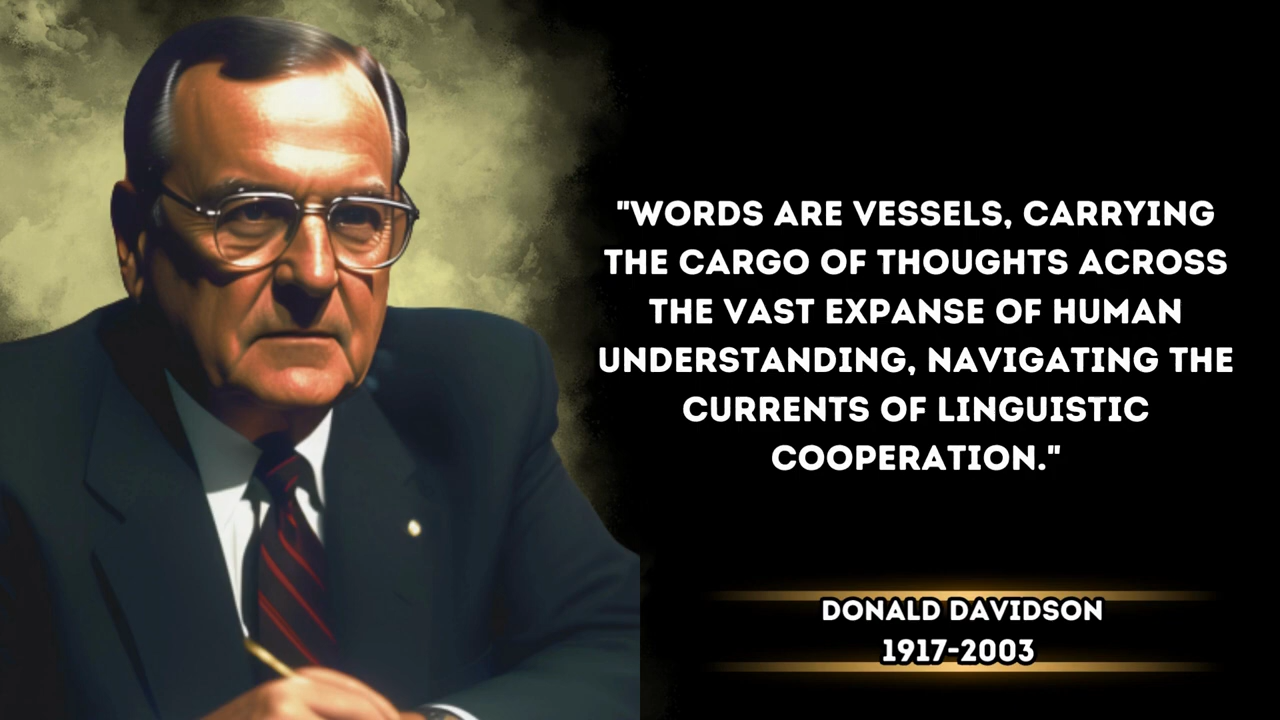 "WORDS ARE VESSELS, CARRYING
THE CARGO OF THOUGHTS ACROSS
THE VAST EXPANSE OF HUMAN
UNDERSTANDING, NAVIGATING THE
CURRENTS OF LINGUISTIC
COOPERATION."
DONALD DAVIDSON
1917-2003